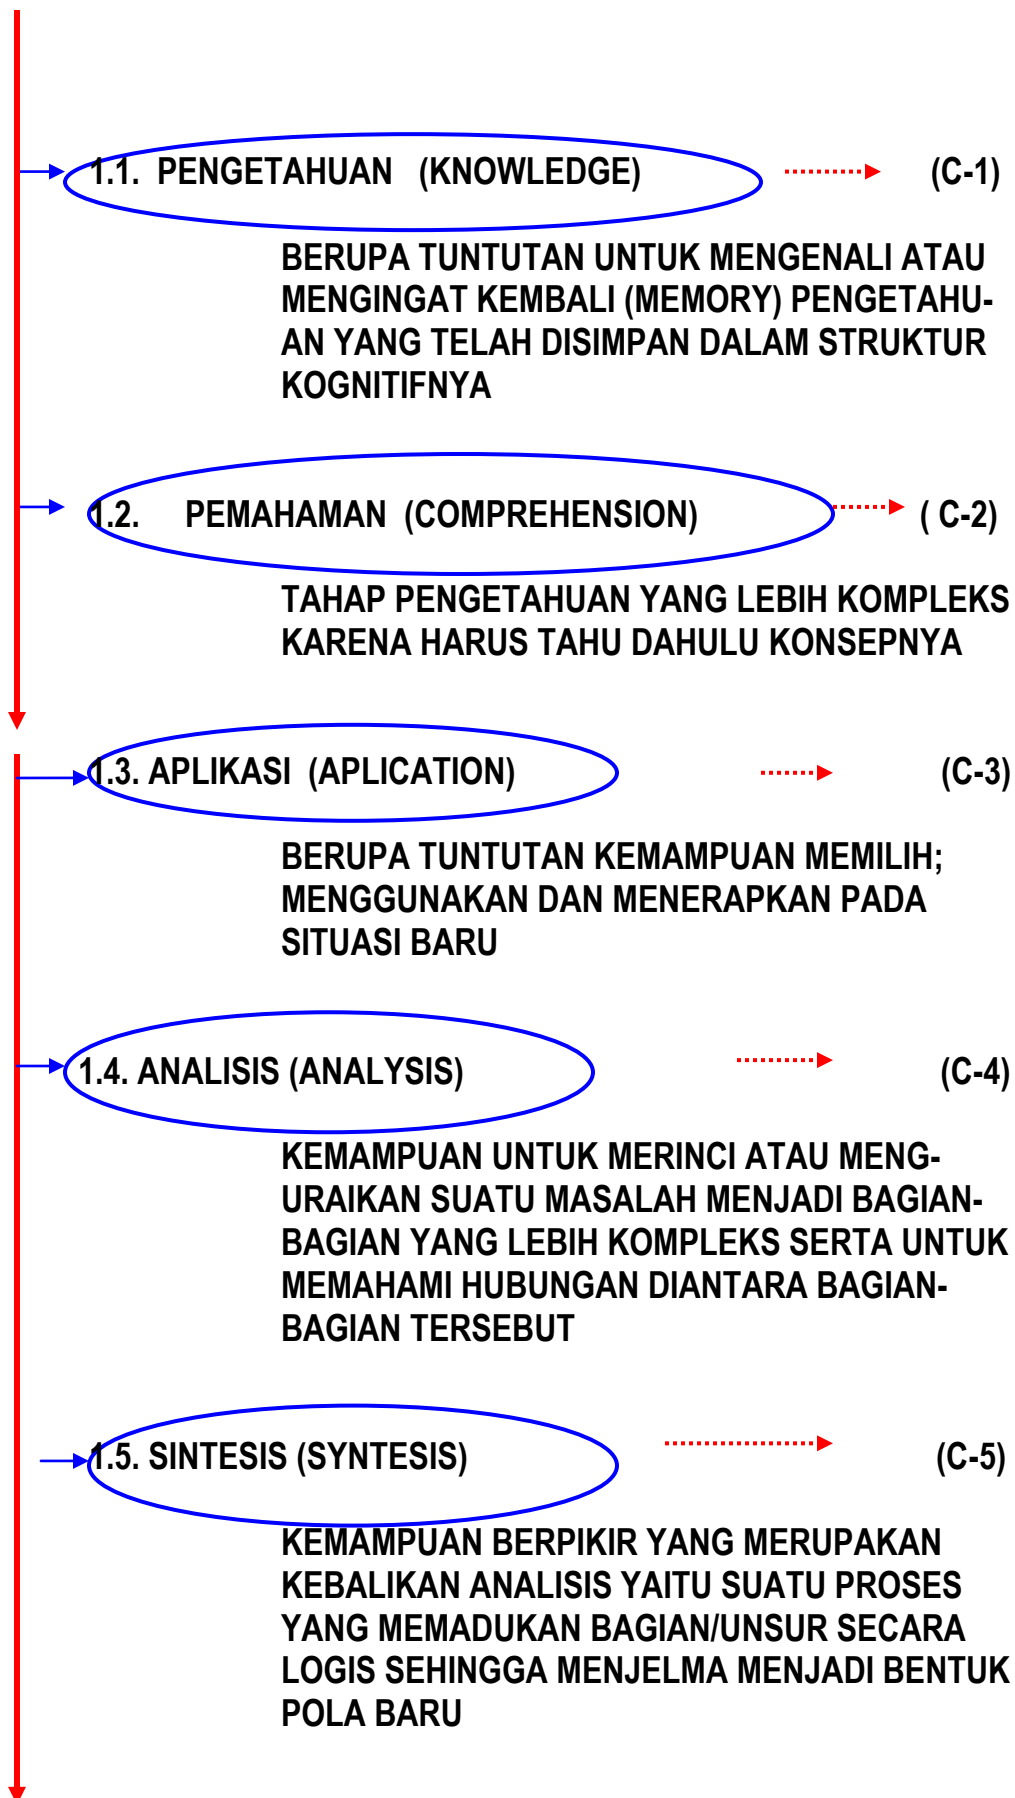 1.1. PENGETAHUAN (KNOWLEDGE) (C-1)
BERUPA TUNTUTAN UNTUK MENGENALI ATAU
MENGINGAT KEMBALI (MEMORY) PENGETAHU-
AN YANG TELAH DISIMPAN DALAM STRUKTUR
KOGNITIFNYA
1.2. PEMAHAMAN (COMPREHENSION) ( C-2)
TAHAP PENGETAHUAN YANG LEBIH KOMPLEKS
KARENA HARUS TAHU DAHULU KONSEPNYA
1.3. APLIKASI (APLICATION) (C-3)
BERUPA TUNTUTAN KEMAMPUAN MEMILIH;
MENGGUNAKAN DAN MENERAPKAN PADA
SITUASI BARU
1.4. ANALISIS (ANALYSIS) (C-4)
KEMAMPUAN UNTUK MERINCI ATAU MENG-
URAIKAN SUATU MASALAH MENJADI BAGIAN-
BAGIAN YANG LEBIH KOMPLEKS SERTA UNTUK
MEMAHAMI HUBUNGAN DIANTARA BAGIAN-
BAGIAN TERSEBUT
1.5. SINTESIS (SYNTESIS) (C-5)
KEMAMPUAN BERPIKIR YANG MERUPAKAN
KEBALIKAN ANALISIS YAITU SUATU PROSES
YANG MEMADUKAN BAGIAN/UNSUR SECARA
LOGIS SEHINGGA MENJELMA MENJADI BENTUK
POLA BARU